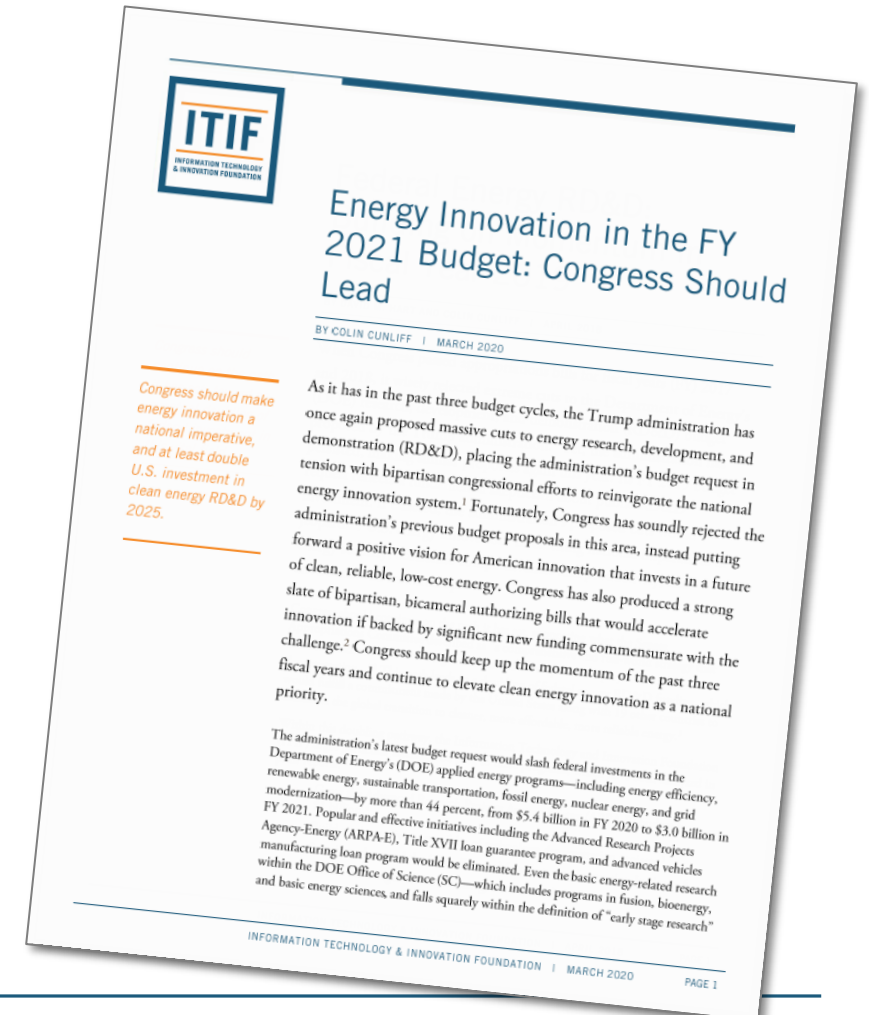 ITIF
INFORMATION TECHNOLOGY
& INNOVATION FOUNDATION
Energy Innovation in the FY
2021 Budget: Congress Should
Lead
BY COLIN CUNLIFF | MARCH 2020
Congress should make
energy innovation a
national imperative,
and at least double
U.S. investment in
clean energy RD&D by
2025.
As it has in the past three budget cycles, the Trump administration has
once again proposed massive cuts to energy research, development, and
demonstration (RD&D), placing the administration's budget request in
tension with bipartisan congressional efforts to reinvigorate the national
energy innovation system.¹ Fortunately, Congress has soundly rejected the
administration's previous budget proposals in this area, instead putting
forward a positive vision for American innovation that invests in a future
of clean, reliable, low-cost energy. Congress has also produced a strong
slate of bipartisan, bicameral authorizing bills that would accelerate
innovation if backed by significant new funding commensurate with the
challenge.² Congress should keep up the momentum of the past three
fiscal years and continue to elevate clean energy innovation as a national
priority.
The administration's latest budget request would slash federal investments in the
Department of Energy's (DOE) applied energy programs—including energy efficiency,
renewable energy, sustainable transportation, fossil energy, nuclear energy, and grid
modernization—by more than 44 percent, from $5.4 billion in FY 2020 to $3.0 billion in
FY 2021. Popular and effective initiatives including the Advanced Research Projects
Agency-Energy (ARPA-E), Title XVII loan guarantee program, and advanced vehicles
manufacturing loan program would be eliminated. Even the basic energy-related research
within the DOE Office of Science (SC)—which includes programs in fusion, bioenergy,
and basic energy sciences, and falls squarely within the definition of "early stage research"
INFORMATION TECHNOLOGY & INNOVATION FOUNDATION | MARCH 2020 PAGE 1